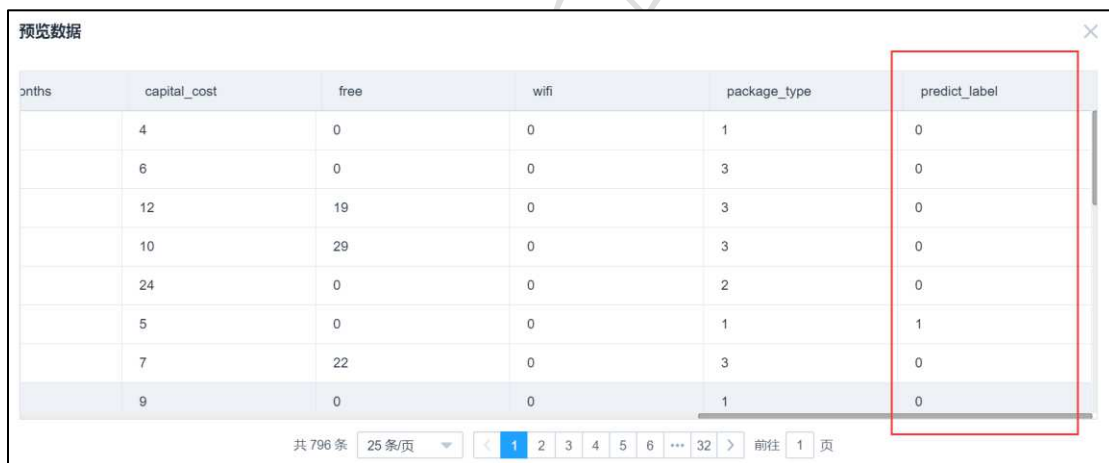 预览数据
onths capital_cost free wifi package_type predict_label
4 0 0 1 0
6 0 0 3 0
12 19 0 3 0
10 29 0 3 0
24 0 0 2 0
5 0 0 1 1
7 22 0 3 0
9 0 0 1 0
共 796 条 25 条/页 < 1 2 3 4 5 6 ••• 32 > 前往 1 页